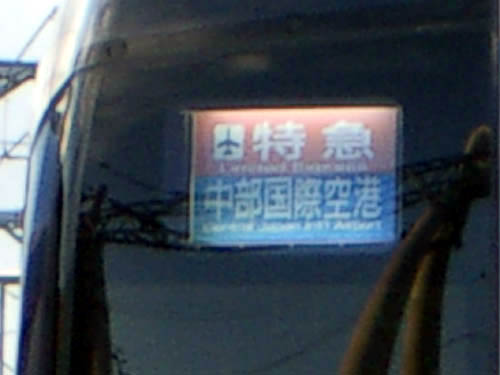 特急
Limited Express
中部国際空港
Central Japan Int'l Airport